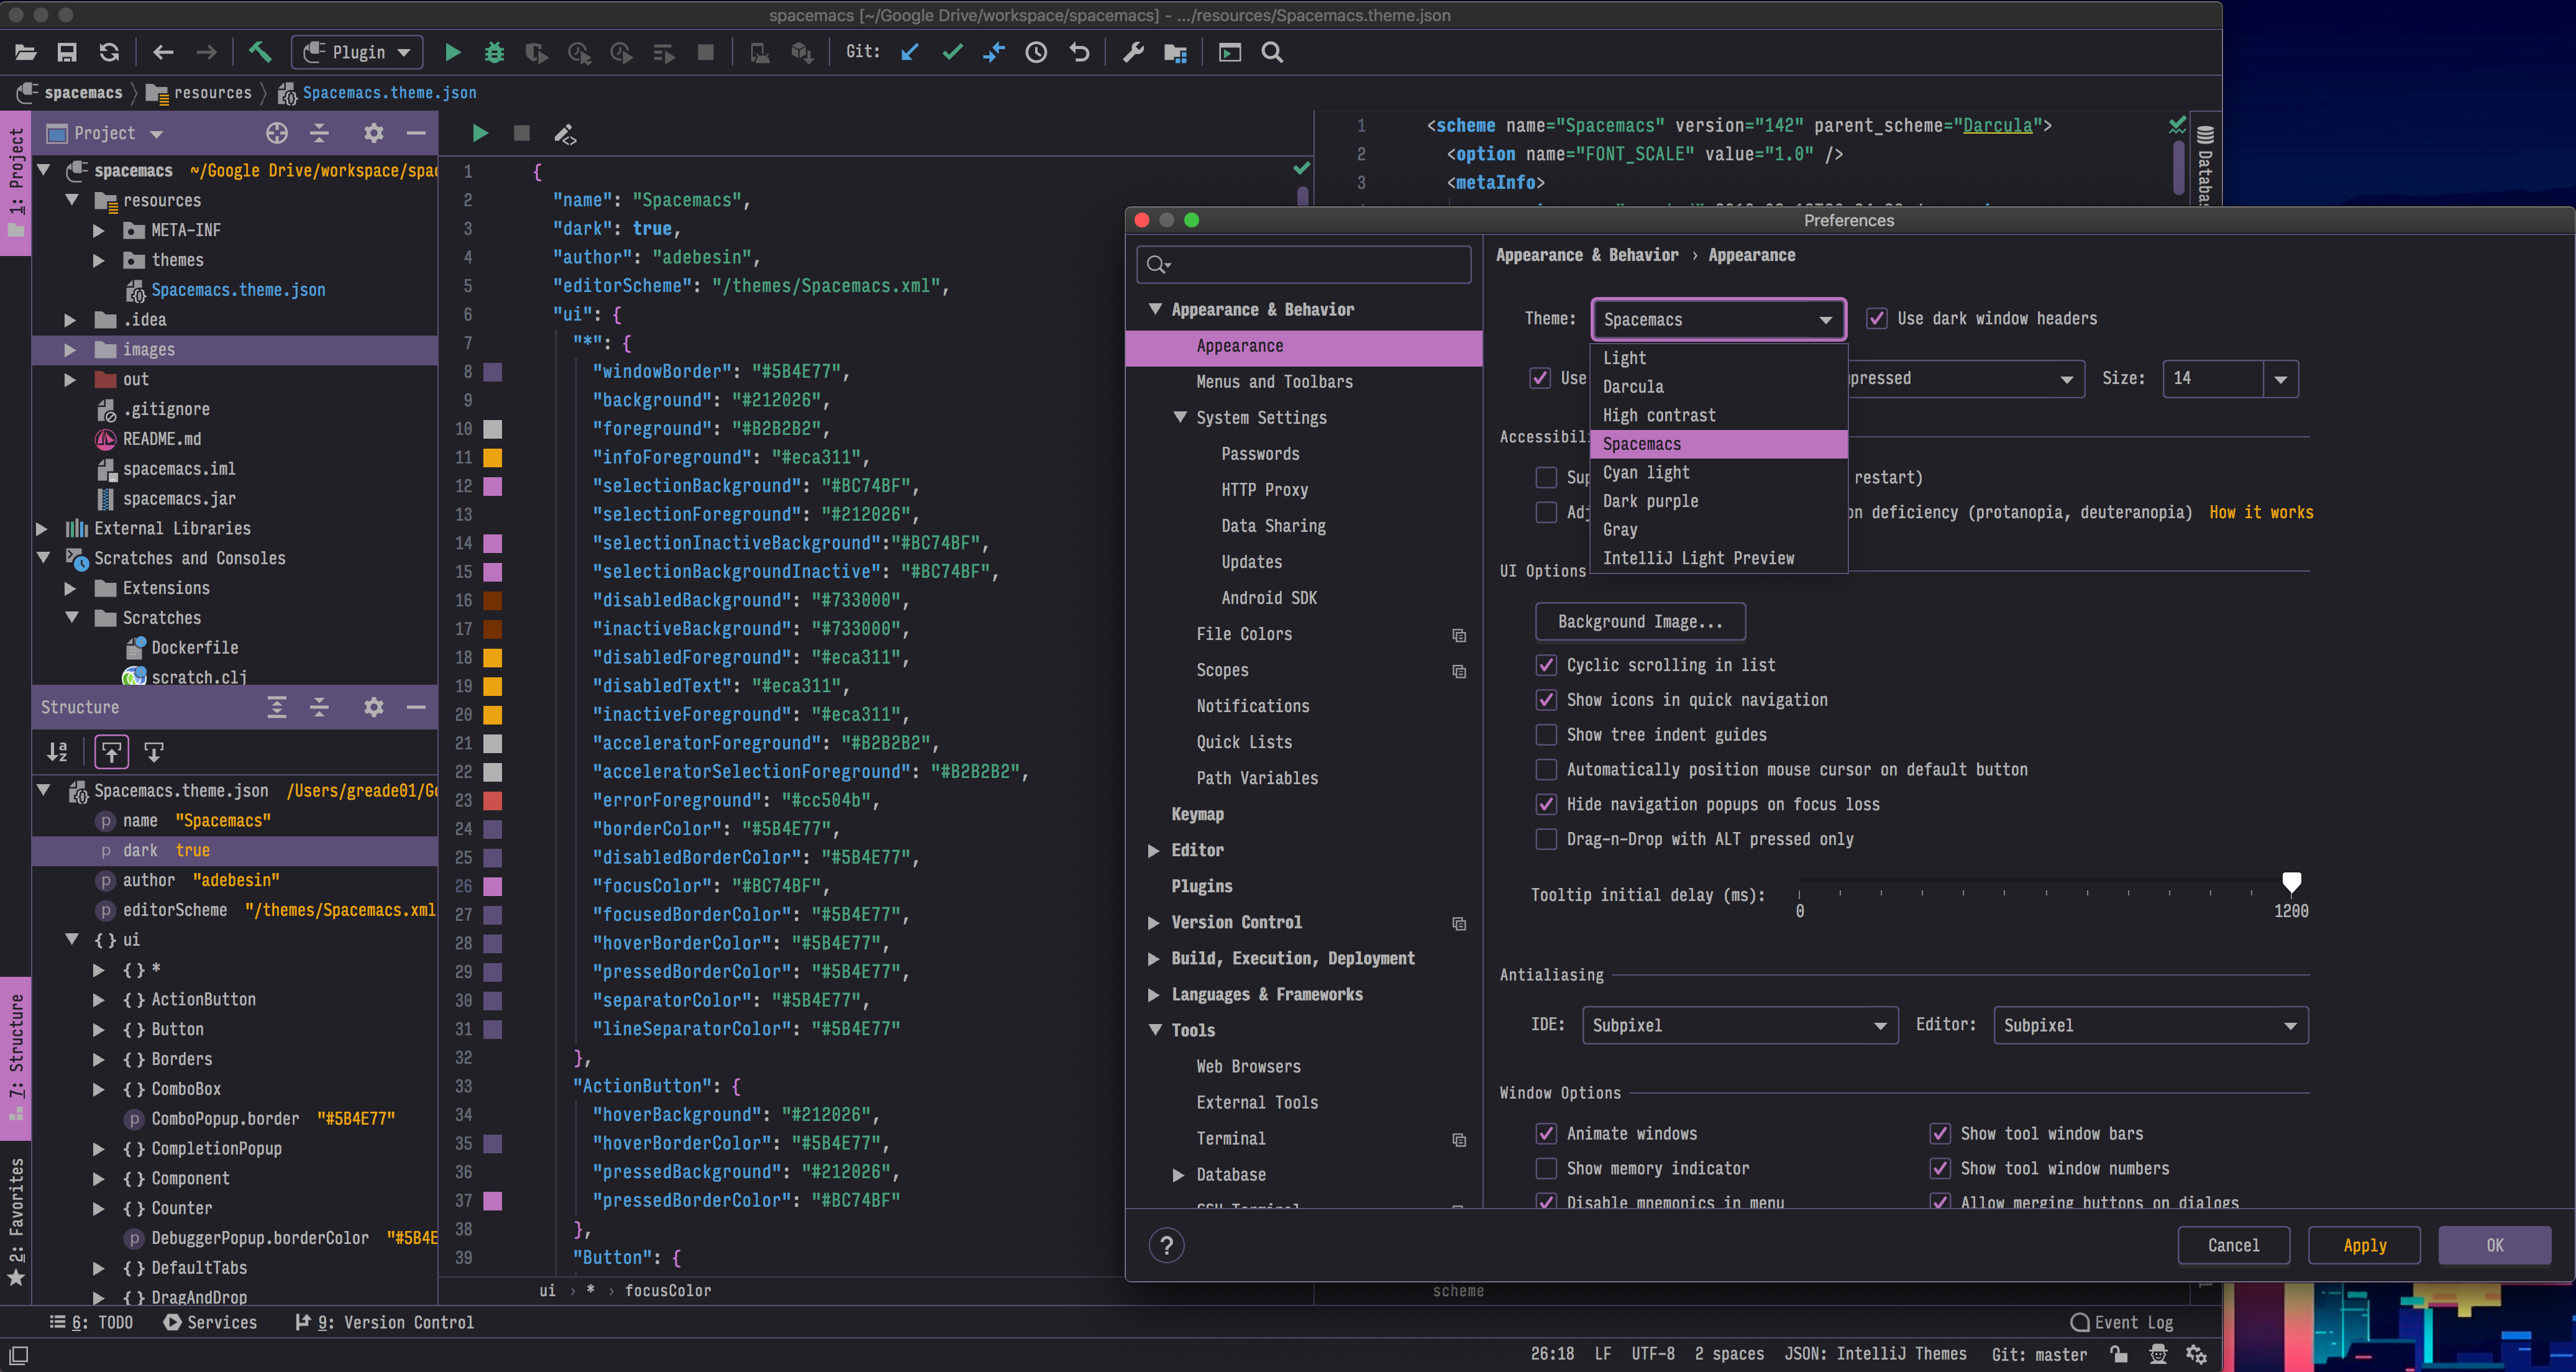 spacemacs [~/Google Drive/workspace/spacemacs] - .../resources/Spacemacs.theme.json
Plugin
Git:
spacemacs
resources
Spacemacs.theme.json
1: Project
Project
spacemacs ~/Google Drive/workspace/spac
resources
META-INF
themes
Spacemacs.theme.json
.idea
images
out
.gitignore
README.md
spacemacs.iml
spacemacs.jar
External Libraries
Scratches and Consoles
Extensions
Scratches
Dockerfile
scratch.clj
Structure
Spacemacs.theme.json /Users/greade01/Go
p name "Spacemacs"
p dark true
p author "adebesin"
p editorScheme "/themes/Spacemacs.xml
{} ui
{} *
{} ActionButton
{} Button
{} Borders
{} ComboBox
p ComboPopup.border "#5B4E77"
{} CompletionPopup
{} Component
{} Counter
p DebuggerPopup.borderColor "#5B4E
{} DefaultTabs
{} DragAndDrop
7: Structure
2: Favorites
1 {
2 "name": "Spacemacs",
3 "dark": true,
4 "author": "adebesin",
5 "editorScheme": "/themes/Spacemacs.xml",
6 "ui": {
7 "*": {
8 "windowBorder": "#5B4E77",
9 "background": "#212026",
10 "foreground": "#B2B2B2",
11 "infoForeground": "#eca311",
12 "selectionBackground": "#BC74BF",
13 "selectionForeground": "#212026",
14 "selectionInactiveBackground":"#BC74BF",
15 "selectionBackgroundInactive": "#BC74BF",
16 "disabledBackground": "#733000",
17 "inactiveBackground": "#733000",
18 "disabledForeground": "#eca311",
19 "disabledText": "#eca311",
20 "inactiveForeground": "#eca311",
21 "acceleratorForeground": "#B2B2B2",
22 "acceleratorSelectionForeground": "#B2B2B2",
23 "errorForeground": "#cc504b",
24 "borderColor": "#5B4E77",
25 "disabledBorderColor": "#5B4E77",
26 "focusColor": "#BC74BF",
27 "focusedBorderColor": "#5B4E77",
28 "hoverBorderColor": "#5B4E77",
29 "pressedBorderColor": "#5B4E77",
30 "separatorColor": "#5B4E77",
31 "lineSeparatorColor": "#5B4E77"
32 },
33 "ActionButton": {
34 "hoverBackground": "#212026",
35 "hoverBorderColor": "#5B4E77",
36 "pressedBackground": "#212026",
37 "pressedBorderColor": "#BC74BF"
38 },
39 "Button": {
ui › * › focusColor
1 <scheme name="Spacemacs" version="142" parent_scheme="Darcula">
2 <option name="FONT_SCALE" value="1.0" />
3 <metaInfo>
Databas
scheme
Preferences
Appearance & Behavior
Appearance
Menus and Toolbars
System Settings
Passwords
HTTP Proxy
Data Sharing
Updates
Android SDK
File Colors
Scopes
Notifications
Quick Lists
Path Variables
Keymap
Editor
Plugins
Version Control
Build, Execution, Deployment
Languages & Frameworks
Tools
Web Browsers
External Tools
Terminal
Database
Appearance & Behavior › Appearance
Theme: Spacemacs
Use dark window headers
Light
Darcula
High contrast
Spacemacs
Cyan light
Dark purple
Gray
IntelliJ Light Preview
Use
pressed
Size: 14
Accessibil
Sup
restart)
Adj
on deficiency (protanopia, deuteranopia) How it works
UI Options
Background Image...
Cyclic scrolling in list
Show icons in quick navigation
Show tree indent guides
Automatically position mouse cursor on default button
Hide navigation popups on focus loss
Drag-n-Drop with ALT pressed only
Tooltip initial delay (ms):
0
1200
Antialiasing
IDE: Subpixel
Editor: Subpixel
Window Options
Animate windows
Show tool window bars
Show memory indicator
Show tool window numbers
Disable mnemonics in menu
Allow merging buttons on dialogs
?
Cancel
Apply
OK
6: TODO
Services
9: Version Control
Event Log
26:18
LF
UTF-8
2 spaces
JSON: IntelliJ Themes
Git: master